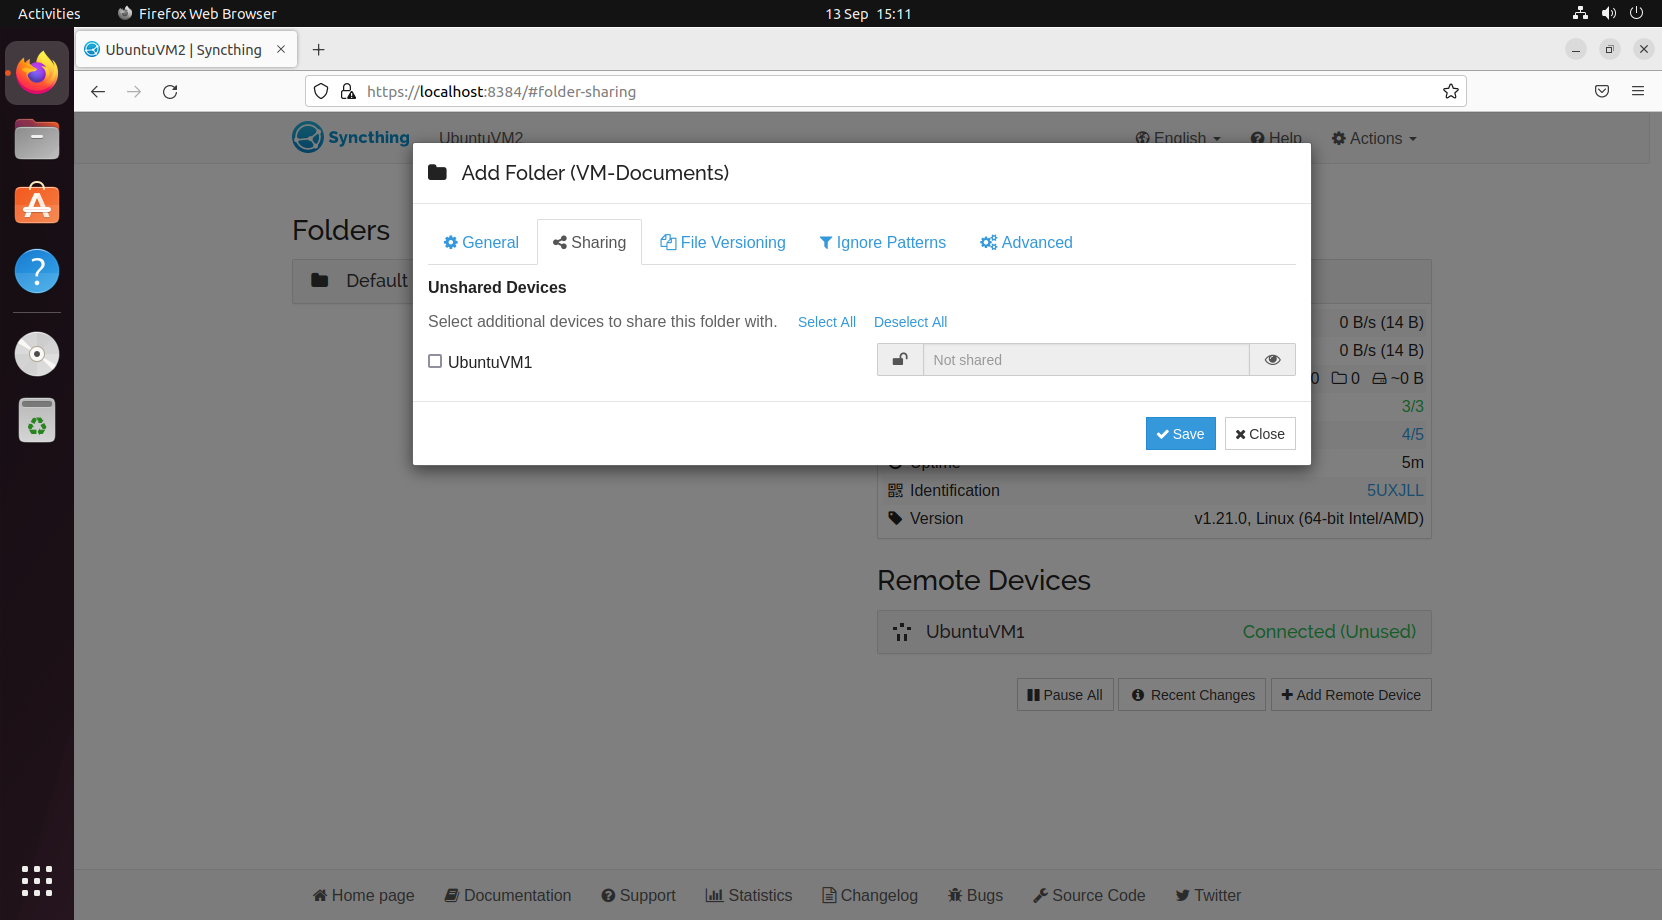 Activities
Firefox Web Browser
13 Sep 15:11
UbuntuVM2 | Syncthing
https://localhost:8384/#folder-sharing
Syncthing
UbuntuVM2
English
Help
Actions
Add Folder (VM-Documents)
General
Sharing
File Versioning
Ignore Patterns
Advanced
Unshared Devices
Select additional devices to share this folder with.
Select All
Deselect All
UbuntuVM1
Not shared
Save
Close
Folders
Default
0 B/s (14 B)
0 B/s (14 B)
0 0 ~0 B
3/3
4/5
Uptime 5m
Identification 5UXJLL
Version v1.21.0, Linux (64-bit Intel/AMD)
Remote Devices
UbuntuVM1 Connected (Unused)
Pause All
Recent Changes
Add Remote Device
Home page
Documentation
Support
Statistics
Changelog
Bugs
Source Code
Twitter